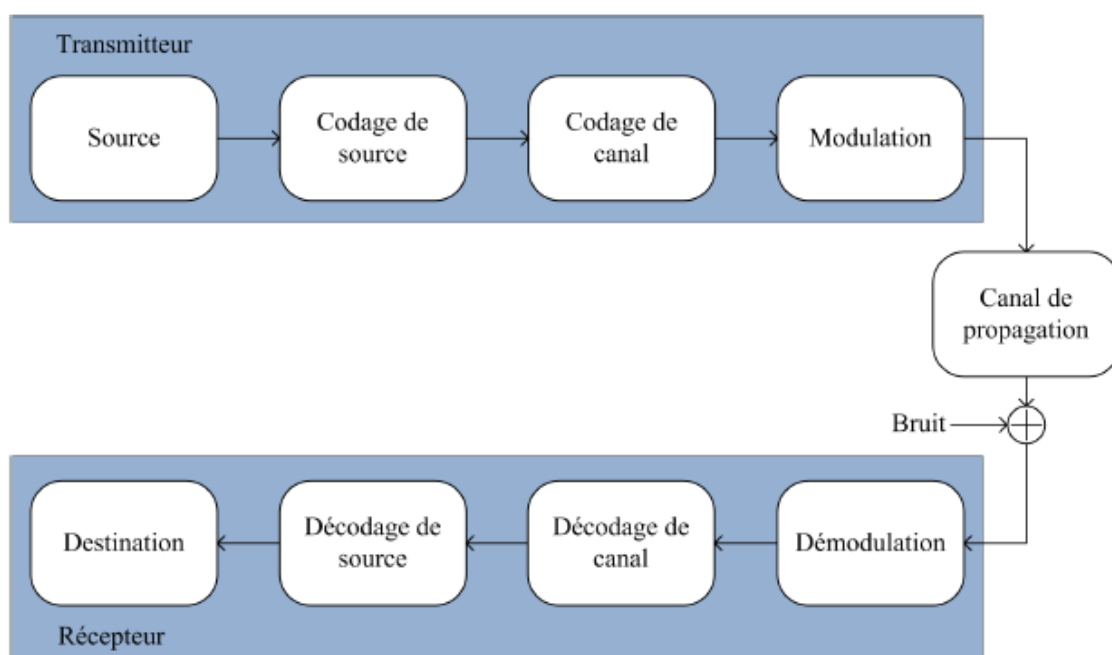 Transmitteur
Source
Codage de
source
Codage de
canal
Modulation
Canal de
propagation
Bruit
Destination
Décodage de
source
Décodage de
canal
Démodulation
Récepteur